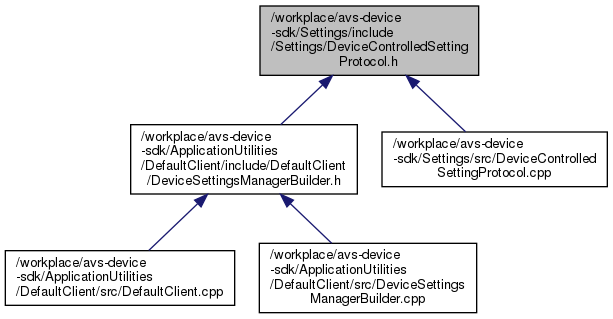 /workplace/avs-device
-sdk/Settings/include
/Settings/DeviceControlledSetting
Protocol.h
/workplace/avs-device
-sdk/ApplicationUtilities
/DefaultClient/include/DefaultClient
/DeviceSettingsManagerBuilder.h
/workplace/avs-device
-sdk/Settings/src/DeviceControlled
SettingProtocol.cpp
/workplace/avs-device
-sdk/ApplicationUtilities
/DefaultClient/src/DefaultClient.cpp
/workplace/avs-device
-sdk/ApplicationUtilities
/DefaultClient/src/DeviceSettings
ManagerBuilder.cpp